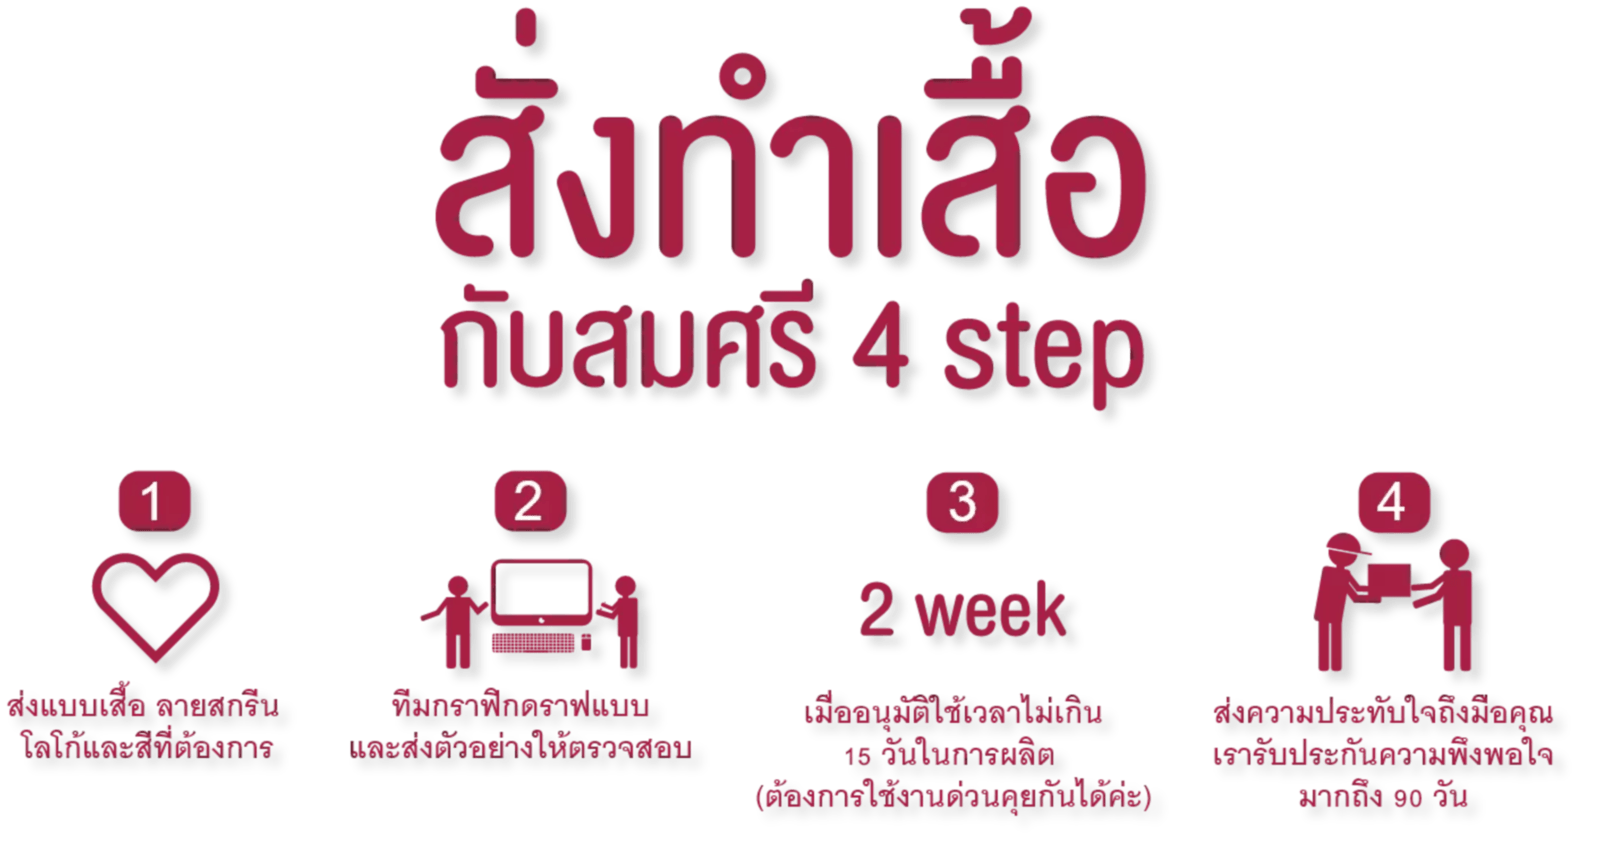 สั่งทำเสื้อ
กับสมศรี 4 step
1
ส่งแบบเสื้อ ลายสกรีน
โลโก้และสีที่ต้องการ
2
ทีมกราฟิกดราฟแบบ
และส่งตัวอย่างให้ตรวจสอบ
3
2 week
เมื่ออนุมัติใช้เวลาไม่เกิน
15 วันในการผลิต
(ต้องการใช้งานด่วนคุยกันได้ค่ะ)
4
ส่งความประทับใจถึงมือคุณ
เรารับประกันความพึงพอใจ
มากถึง 90 วัน